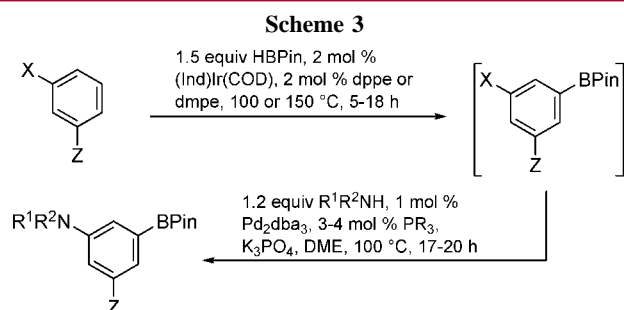 Scheme 3
1.5 equiv HBPin, 2 mol %
(Ind)Ir(COD), 2 mol % dppe or
dmpe, 100 or 150 °C, 5-18 h
X
Z
X
BPin
Z
1.2 equiv R¹R²NH, 1 mol %
Pd₂dba₃, 3-4 mol % PR₃,
K₃PO₄, DME, 100 °C, 17-20 h
R¹R²N
BPin
Z